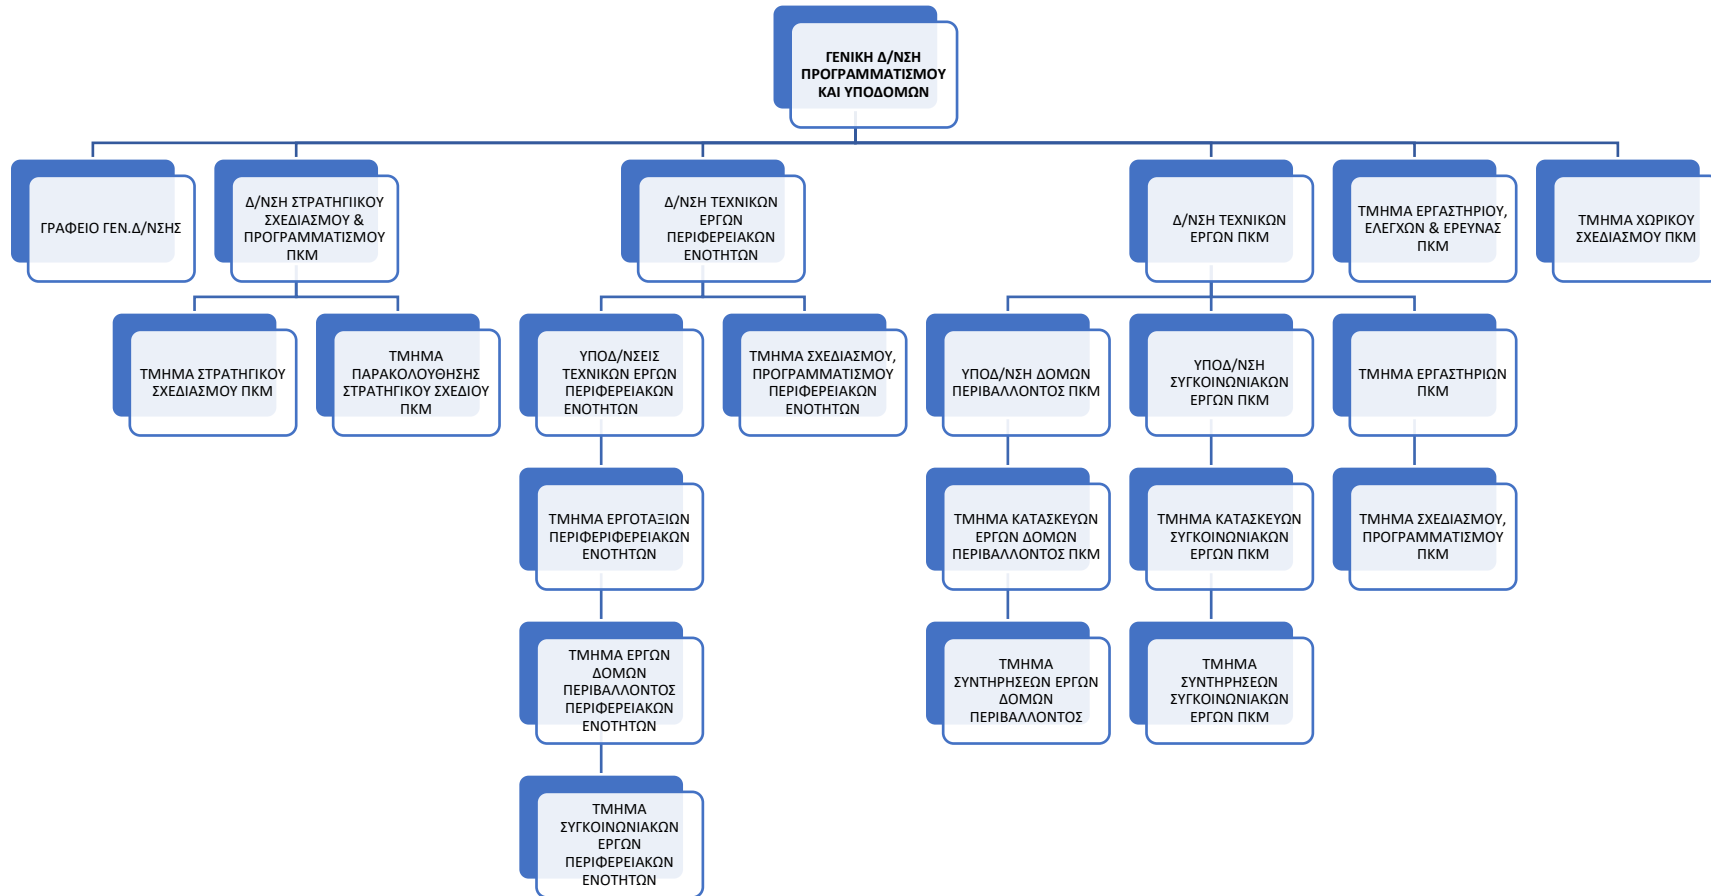 ΓΕΝΙΚΗ Δ/ΝΣΗ
ΠΡΟΓΡΑΜΜΑΤΙΣΜΟΥ
ΚΑΙ ΥΠΟΔΟΜΩΝ
ΓΡΑΦΕΙΟ ΓΕΝ.Δ/ΝΣΗΣ
Δ/ΝΣΗ ΣΤΡΑΤΗΓΙΙΚΟΥ
ΣΧΕΔΙΑΣΜΟΥ &
ΠΡΟΓΡΑΜΜΑΤΙΣΜΟΥ
ΠΚΜ
Δ/ΝΣΗ ΤΕΧΝΙΚΩΝ
ΕΡΓΩΝ
ΠΕΡΙΦΕΡΕΙΑΚΩΝ
ΕΝΟΤΗΤΩΝ
Δ/ΝΣΗ ΤΕΧΝΙΚΩΝ
ΕΡΓΩΝ ΠΚΜ
ΤΜΗΜΑ ΕΡΓΑΣΤΗΡΙΟΥ,
ΕΛΕΓΧΩΝ & ΕΡΕΥΝΑΣ
ΠΚΜ
ΤΜΗΜΑ ΧΩΡΙΚΟΥ
ΣΧΕΔΙΑΣΜΟΥ ΠΚΜ
ΤΜΗΜΑ ΣΤΡΑΤΗΓΙΚΟΥ
ΣΧΕΔΙΑΣΜΟΥ ΠΚΜ
ΤΜΗΜΑ
ΠΑΡΑΚΟΛΟΥΘΗΣΗΣ
ΣΤΡΑΤΗΓΙΚΟΥ ΣΧΕΔΙΟΥ
ΠΚΜ
ΥΠΟΔ/ΝΣΕΙΣ
ΤΕΧΝΙΚΩΝ ΕΡΓΩΝ
ΠΕΡΙΦΕΡΕΙΑΚΩΝ
ΕΝΟΤΗΤΩΝ
ΤΜΗΜΑ ΣΧΕΔΙΑΣΜΟΥ,
ΠΡΟΓΡΑΜΜΑΤΙΣΜΟΥ
ΠΕΡΙΦΕΡΕΙΑΚΩΝ
ΕΝΟΤΗΤΩΝ
ΥΠΟΔ/ΝΣΗ ΔΟΜΩΝ
ΠΕΡΙΒΑΛΛΟΝΤΟΣ ΠΚΜ
ΥΠΟΔ/ΝΣΗ
ΣΥΓΚΟΙΝΩΝΙΑΚΩΝ
ΕΡΓΩΝ ΠΚΜ
ΤΜΗΜΑ ΕΡΓΑΣΤΗΡΙΩΝ
ΠΚΜ
ΤΜΗΜΑ ΕΡΓΟΤΑΞΙΩΝ
ΠΕΡΙΦΕΡΙΦΕΡΕΙΑΚΩΝ
ΕΝΟΤΗΤΩΝ
ΤΜΗΜΑ ΚΑΤΑΣΚΕΥΩΝ
ΕΡΓΩΝ ΔΟΜΩΝ
ΠΕΡΙΒΑΛΛΟΝΤΟΣ ΠΚΜ
ΤΜΗΜΑ ΚΑΤΑΣΚΕΥΩΝ
ΣΥΓΚΟΙΝΩΝΙΑΚΩΝ
ΕΡΓΩΝ ΠΚΜ
ΤΜΗΜΑ ΣΧΕΔΙΑΣΜΟΥ,
ΠΡΟΓΡΑΜΜΑΤΙΣΜΟΥ
ΠΚΜ
ΤΜΗΜΑ ΕΡΓΩΝ
ΔΟΜΩΝ
ΠΕΡΙΒΑΛΛΟΝΤΟΣ
ΠΕΡΙΦΕΡΕΙΑΚΩΝ
ΕΝΟΤΗΤΩΝ
ΤΜΗΜΑ
ΣΥΝΤΗΡΗΣΕΩΝ ΕΡΓΩΝ
ΔΟΜΩΝ
ΠΕΡΙΒΑΛΛΟΝΤΟΣ
ΤΜΗΜΑ
ΣΥΝΤΗΡΗΣΕΩΝ
ΣΥΓΚΟΙΝΩΝΙΑΚΩΝ
ΕΡΓΩΝ ΠΚΜ
ΤΜΗΜΑ
ΣΥΓΚΟΙΝΩΝΙΑΚΩΝ
ΕΡΓΩΝ
ΠΕΡΙΦΕΡΕΙΑΚΩΝ
ΕΝΟΤΗΤΩΝ